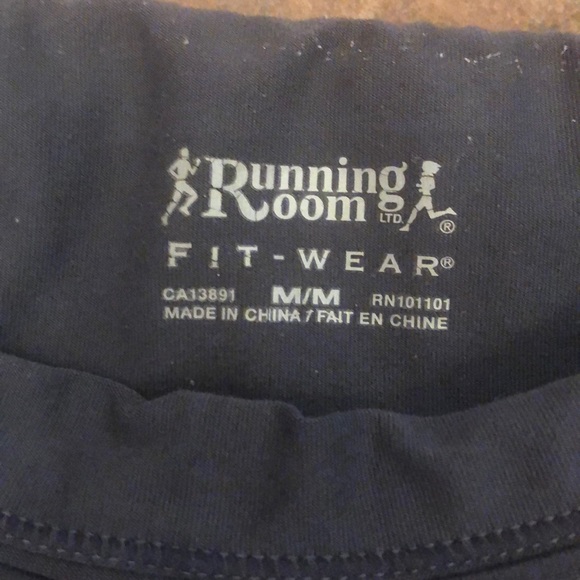 Running
Room LTD.®
FIT-WEAR®
CA13891 M/M RN101101
MADE IN CHINA / FAIT EN CHINE